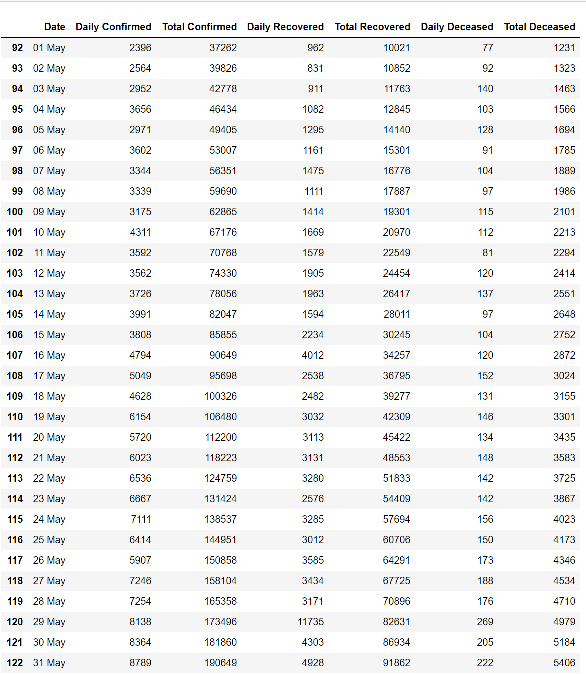 Date Daily Confirmed Total Confirmed Daily Recovered Total Recovered Daily Deceased Total Deceased
92 01 May 2396 37262 962 10021 77 1231
93 02 May 2564 39826 831 10852 92 1323
94 03 May 2952 42778 911 11763 140 1463
95 04 May 3656 46434 1082 12845 103 1566
96 05 May 2971 49405 1295 14140 128 1694
97 06 May 3602 53007 1161 15301 91 1785
98 07 May 3344 56351 1475 16776 104 1889
99 08 May 3339 59690 1111 17887 97 1986
100 09 May 3175 62865 1414 19301 115 2101
101 10 May 4311 67176 1669 20970 112 2213
102 11 May 3592 70768 1579 22549 81 2294
103 12 May 3562 74330 1905 24454 120 2414
104 13 May 3726 78056 1963 26417 137 2551
105 14 May 3991 82047 1594 28011 97 2648
106 15 May 3808 85855 2234 30245 104 2752
107 16 May 4794 90649 4012 34257 120 2872
108 17 May 5049 95698 2538 36795 152 3024
109 18 May 4628 100326 2482 39277 131 3155
110 19 May 6154 106480 3032 42309 146 3301
111 20 May 5720 112200 3113 45422 134 3435
112 21 May 6023 118223 3131 48553 148 3583
113 22 May 6536 124759 3280 51833 142 3725
114 23 May 6667 131424 2576 54409 142 3867
115 24 May 7111 138537 3285 57694 156 4023
116 25 May 6414 144951 3012 60706 150 4173
117 26 May 5907 150858 3585 64291 173 4346
118 27 May 7246 158104 3434 67725 188 4534
119 28 May 7254 165358 3171 70896 176 4710
120 29 May 8138 173496 11735 82631 269 4979
121 30 May 8364 181860 4303 86934 205 5184
122 31 May 8789 190649 4928 91862 222 5406